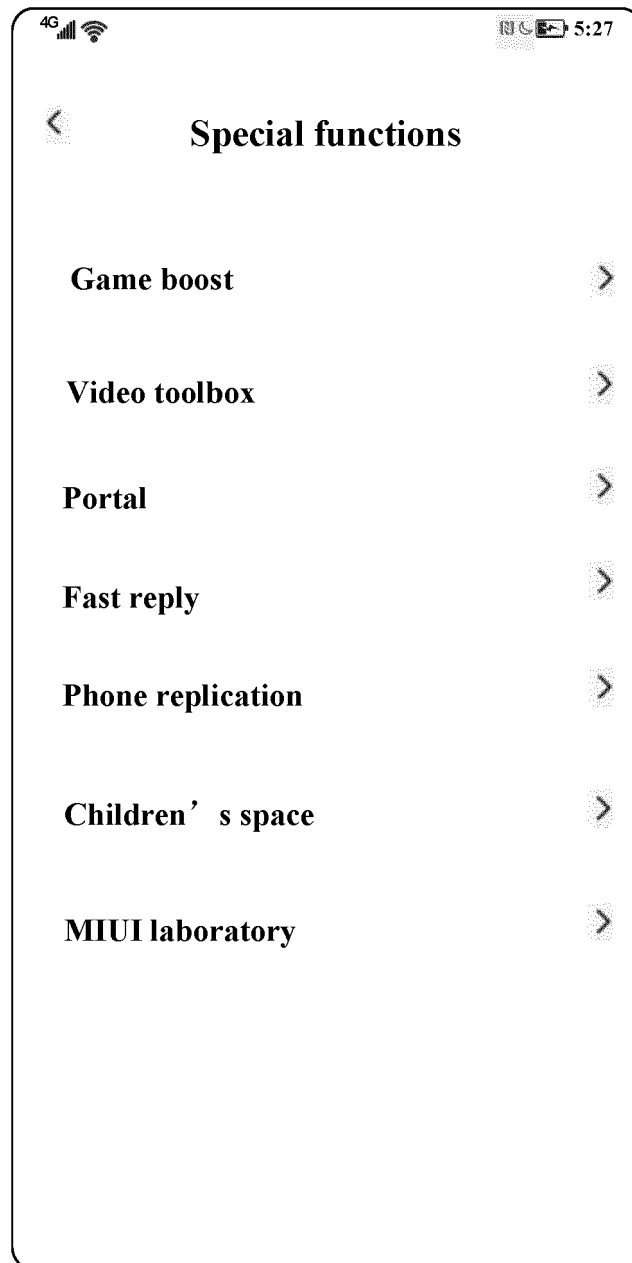 4G 5:27
Special functions
Game boost
Video toolbox
Portal
Fast reply
Phone replication
Children’s space
MIUI laboratory